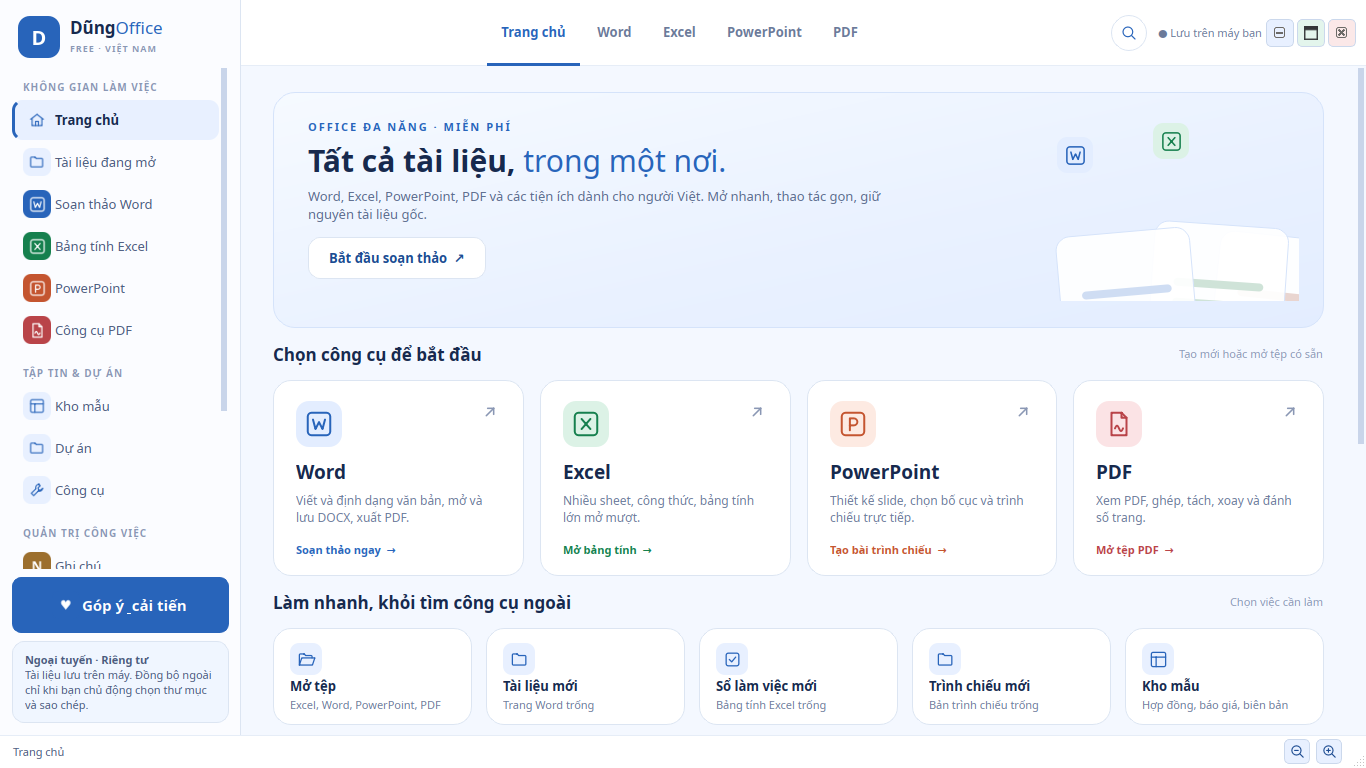 D
DũngOffice
FREE · VIỆT NAM
Trang chủ
Word
Excel
PowerPoint
PDF
Lưu trên máy bạn
KHÔNG GIAN LÀM VIỆC
Trang chủ
Tài liệu đang mở
Soạn thảo Word
Bảng tính Excel
PowerPoint
Công cụ PDF
TẬP TIN & DỰ ÁN
Kho mẫu
Dự án
Công cụ
QUẢN TRỊ CÔNG VIỆC
N Ghi chú
♥ Góp ý _cải tiến
Ngoại tuyến · Riêng tư
Tài liệu lưu trên máy. Đồng bộ ngoài
chỉ khi bạn chủ động chọn thư mục
và sao chép.
OFFICE ĐA NĂNG · MIỄN PHÍ
Tất cả tài liệu, trong một nơi.
Word, Excel, PowerPoint, PDF và các tiện ích dành cho người Việt. Mở nhanh, thao tác gọn, giữ
nguyên tài liệu gốc.
Bắt đầu soạn thảo ↗
Chọn công cụ để bắt đầu
Tạo mới hoặc mở tệp có sẵn
Word
Viết và định dạng văn bản, mở và
lưu DOCX, xuất PDF.
Soạn thảo ngay →
Excel
Nhiều sheet, công thức, bảng tính
lớn mở mượt.
Mở bảng tính →
PowerPoint
Thiết kế slide, chọn bố cục và trình
chiếu trực tiếp.
Tạo bài trình chiếu →
PDF
Xem PDF, ghép, tách, xoay và đánh
số trang.
Mở tệp PDF →
Làm nhanh, khỏi tìm công cụ ngoài
Chọn việc cần làm
Mở tệp
Excel, Word, PowerPoint, PDF
Tài liệu mới
Trang Word trống
Sổ làm việc mới
Bảng tính Excel trống
Trình chiếu mới
Bản trình chiếu trống
Kho mẫu
Hợp đồng, báo giá, biên bản
Trang chủ